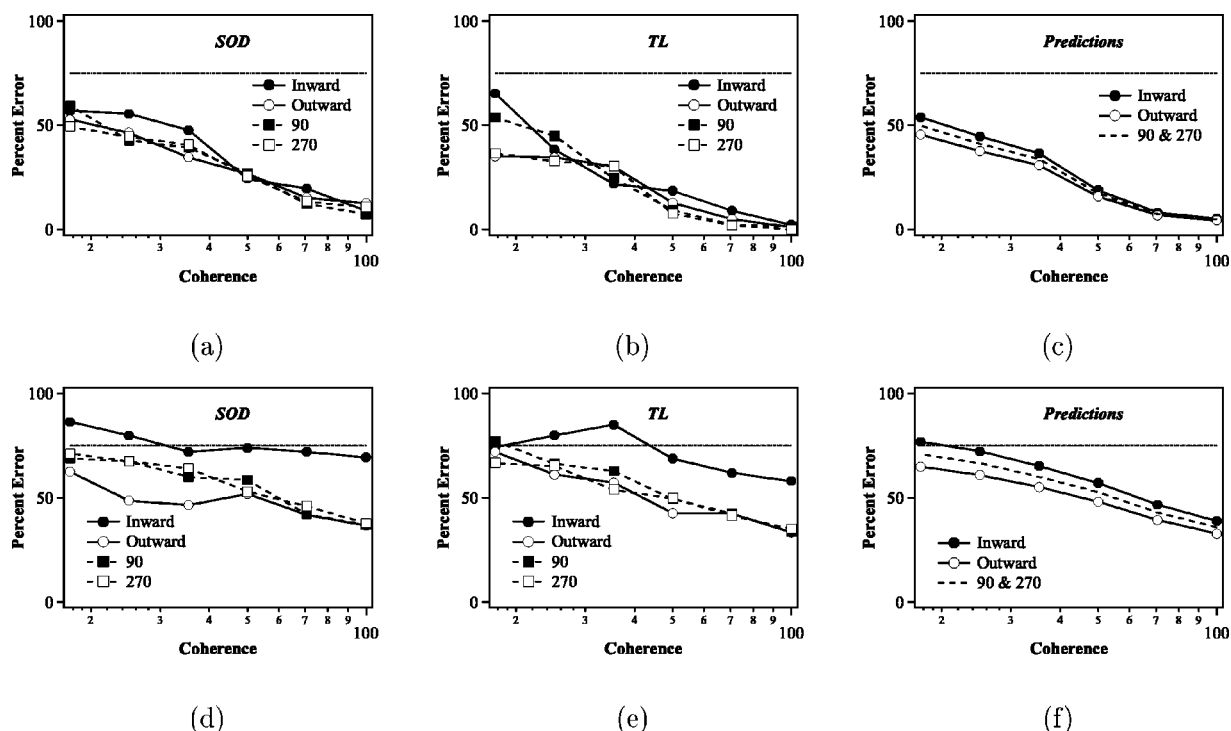 100
SOD
Inward
Outward
90
270
50
0
Percent Error
2 3 4 5 6 7 8 9 100
Coherence
(a)
100
TL
Inward
Outward
90
270
50
0
Percent Error
2 3 4 5 6 7 8 9 100
Coherence
(b)
100
Predictions
Inward
Outward
90 & 270
50
0
Percent Error
2 3 4 5 6 7 8 9 100
Coherence
(c)
100
SOD
50
Inward
Outward
90
270
0
Percent Error
2 3 4 5 6 7 8 9 100
Coherence
(d)
100
TL
50
Inward
Outward
90
270
0
Percent Error
2 3 4 5 6 7 8 9 100
Coherence
(e)
100
Predictions
50
Inward
Outward
90 & 270
0
Percent Error
2 3 4 5 6 7 8 9 100
Coherence
(f)